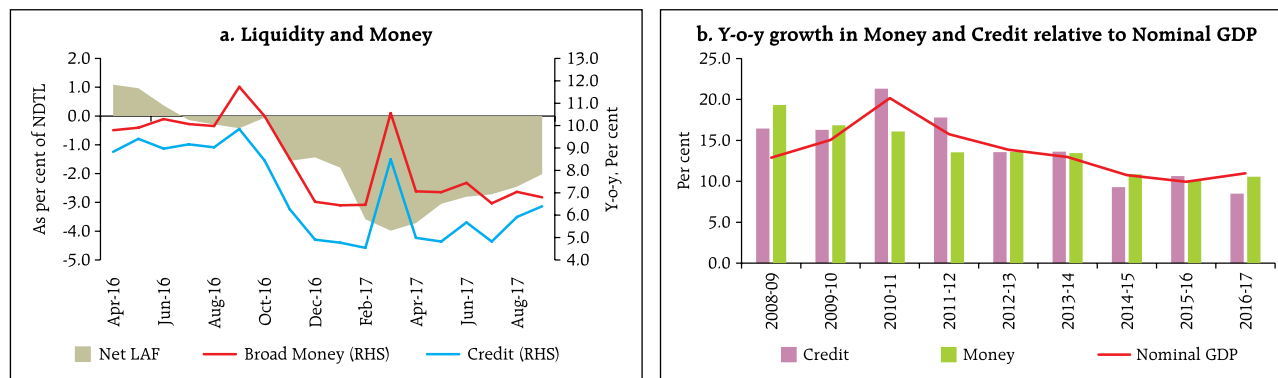 a. Liquidity and Money
As per cent of NDTL
2.0
1.0
0.0
-1.0
-2.0
-3.0
-4.0
-5.0
13.0
12.0
11.0
10.0
9.0
8.0
7.0
6.0
5.0
4.0
Y-o-y, Per cent
Apr-16
Jun-16
Aug-16
Oct-16
Dec-16
Feb-17
Apr-17
Jun-17
Aug-17
Net LAF
Broad Money (RHS)
Credit (RHS)
b. Y-o-y growth in Money and Credit relative to Nominal GDP
Per cent
25.0
20.0
15.0
10.0
5.0
0.0
2008-09
2009-10
2010-11
2011-12
2012-13
2013-14
2014-15
2015-16
2016-17
Credit
Money
Nominal GDP